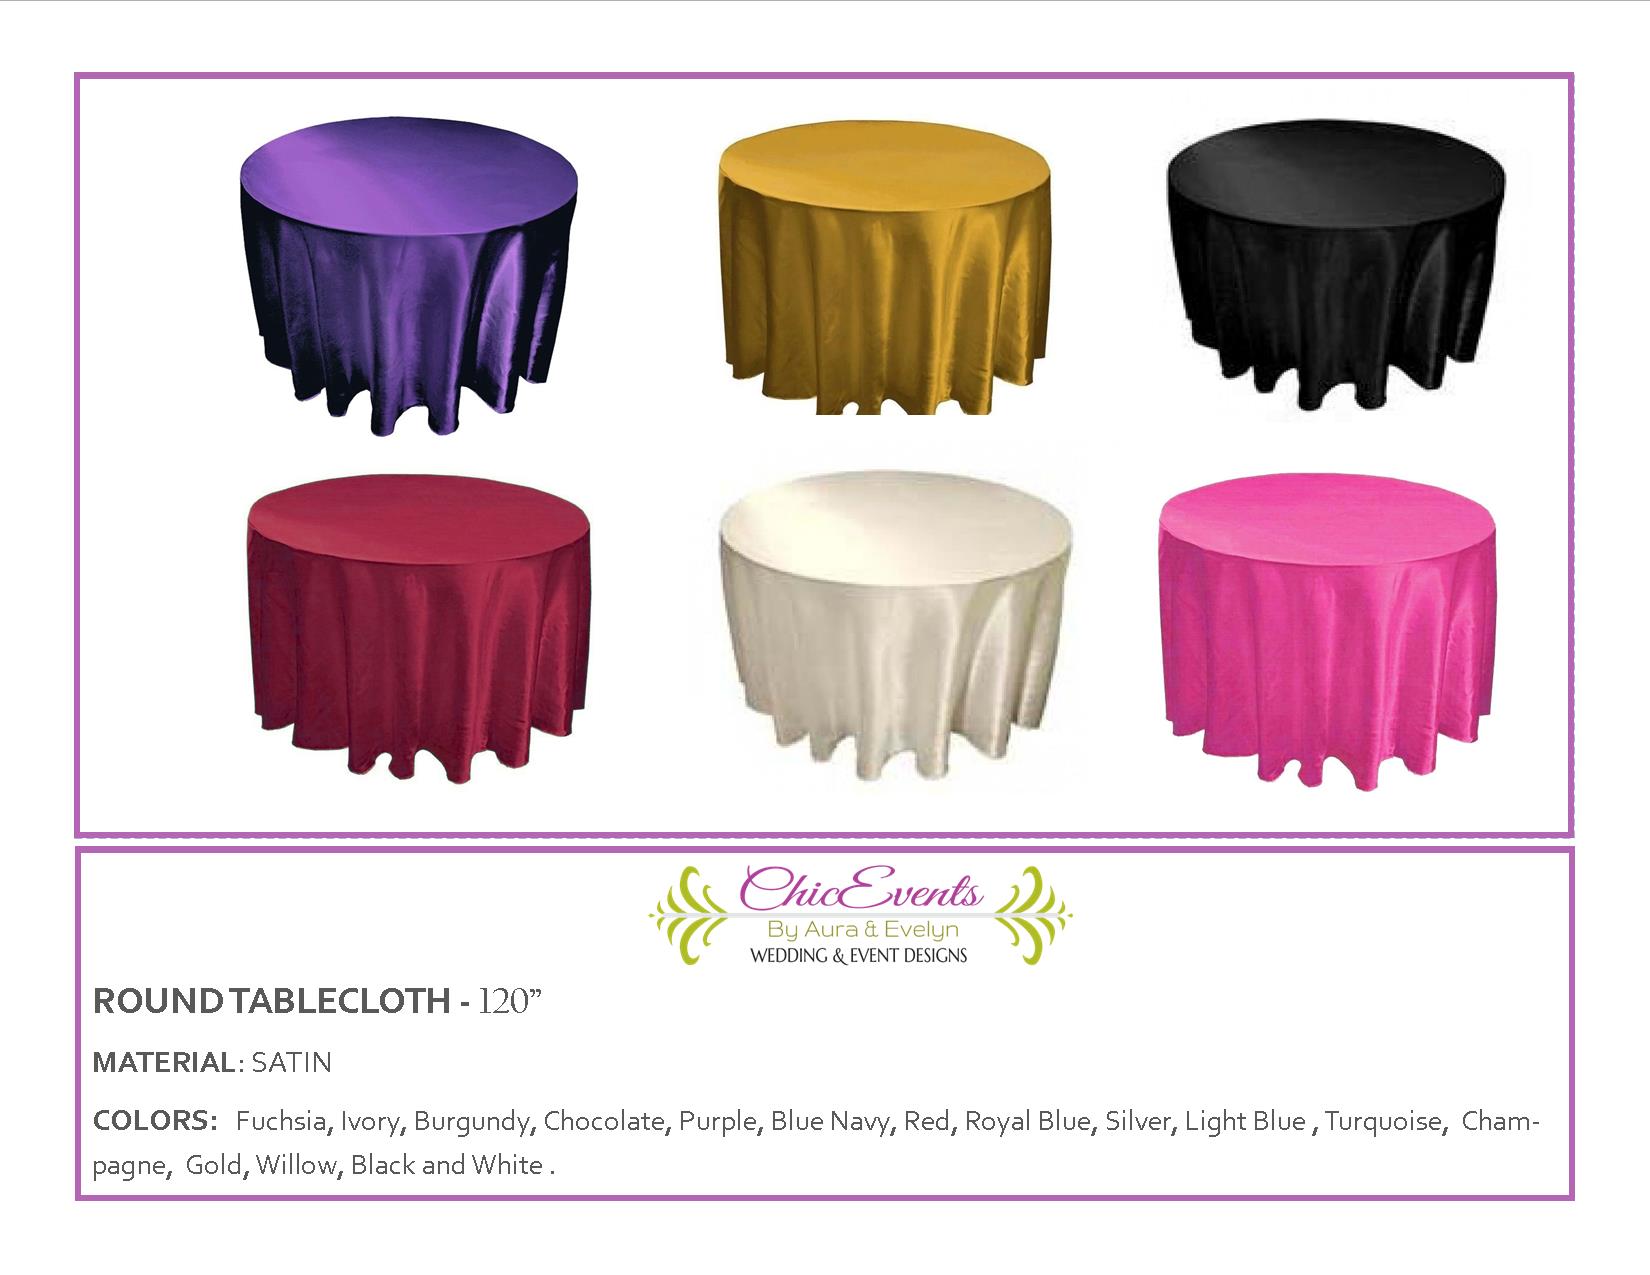 ChicEvents
By Aura & Evelyn
WEDDING & EVENT DESIGNS
ROUND TABLECLOTH - 120”
MATERIAL: SATIN
COLORS: Fuchsia, Ivory, Burgundy, Chocolate, Purple, Blue Navy, Red, Royal Blue, Silver, Light Blue , Turquoise, Cham-
pagne, Gold, Willow, Black and White .